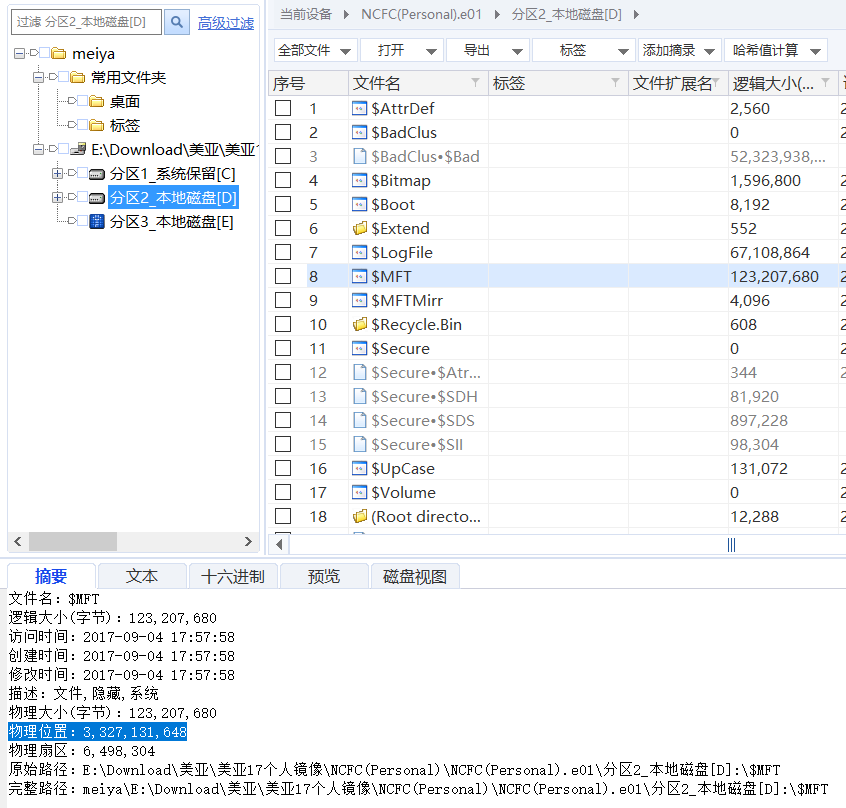 过滤 分区2_本地磁盘[D]
高级过滤
meiya
常用文件夹
桌面
标签
E:\Download\美亚\美亚1
分区1_系统保留[C]
分区2_本地磁盘[D]
分区3_本地磁盘[E]
当前设备 NCFC(Personal).e01 分区2_本地磁盘[D]
全部文件 打开 导出 标签 添加摘录 哈希值计算
序号 文件名 标签 文件扩展名 逻辑大小(...
1 $AttrDef 2,560
2 $BadClus 0 2
3 $BadClus•$Bad 52,323,938,...
4 $Bitmap 1,596,800 2
5 $Boot 8,192 2
6 $Extend 552 2
7 $LogFile 67,108,864 2
8 $MFT 123,207,680 2
9 $MFTMirr 4,096 2
10 $Recycle.Bin 608 2
11 $Secure 0 2
12 $Secure•$Atr... 344 2
13 $Secure•$SDH 81,920
14 $Secure•$SDS 897,228
15 $Secure•$SII 98,304
16 $UpCase 131,072 2
17 $Volume 0 2
18 (Root directo... 12,288 2
摘要 文本 十六进制 预览 磁盘视图
文件名: $MFT
逻辑大小(字节): 123,207,680
访问时间: 2017-09-04 17:57:58
创建时间: 2017-09-04 17:57:58
修改时间: 2017-09-04 17:57:58
描述: 文件,隐藏,系统
物理大小(字节): 123,207,680
物理位置: 3,327,131,648
物理扇区: 6,498,304
原始路径: E:\Download\美亚\美亚17个人镜像\NCFC(Personal)\NCFC(Personal).e01\分区2_本地磁盘[D]:\$MFT
完整路径: meiya\E:\Download\美亚\美亚17个人镜像\NCFC(Personal)\NCFC(Personal).e01\分区2_本地磁盘[D]:\$MFT